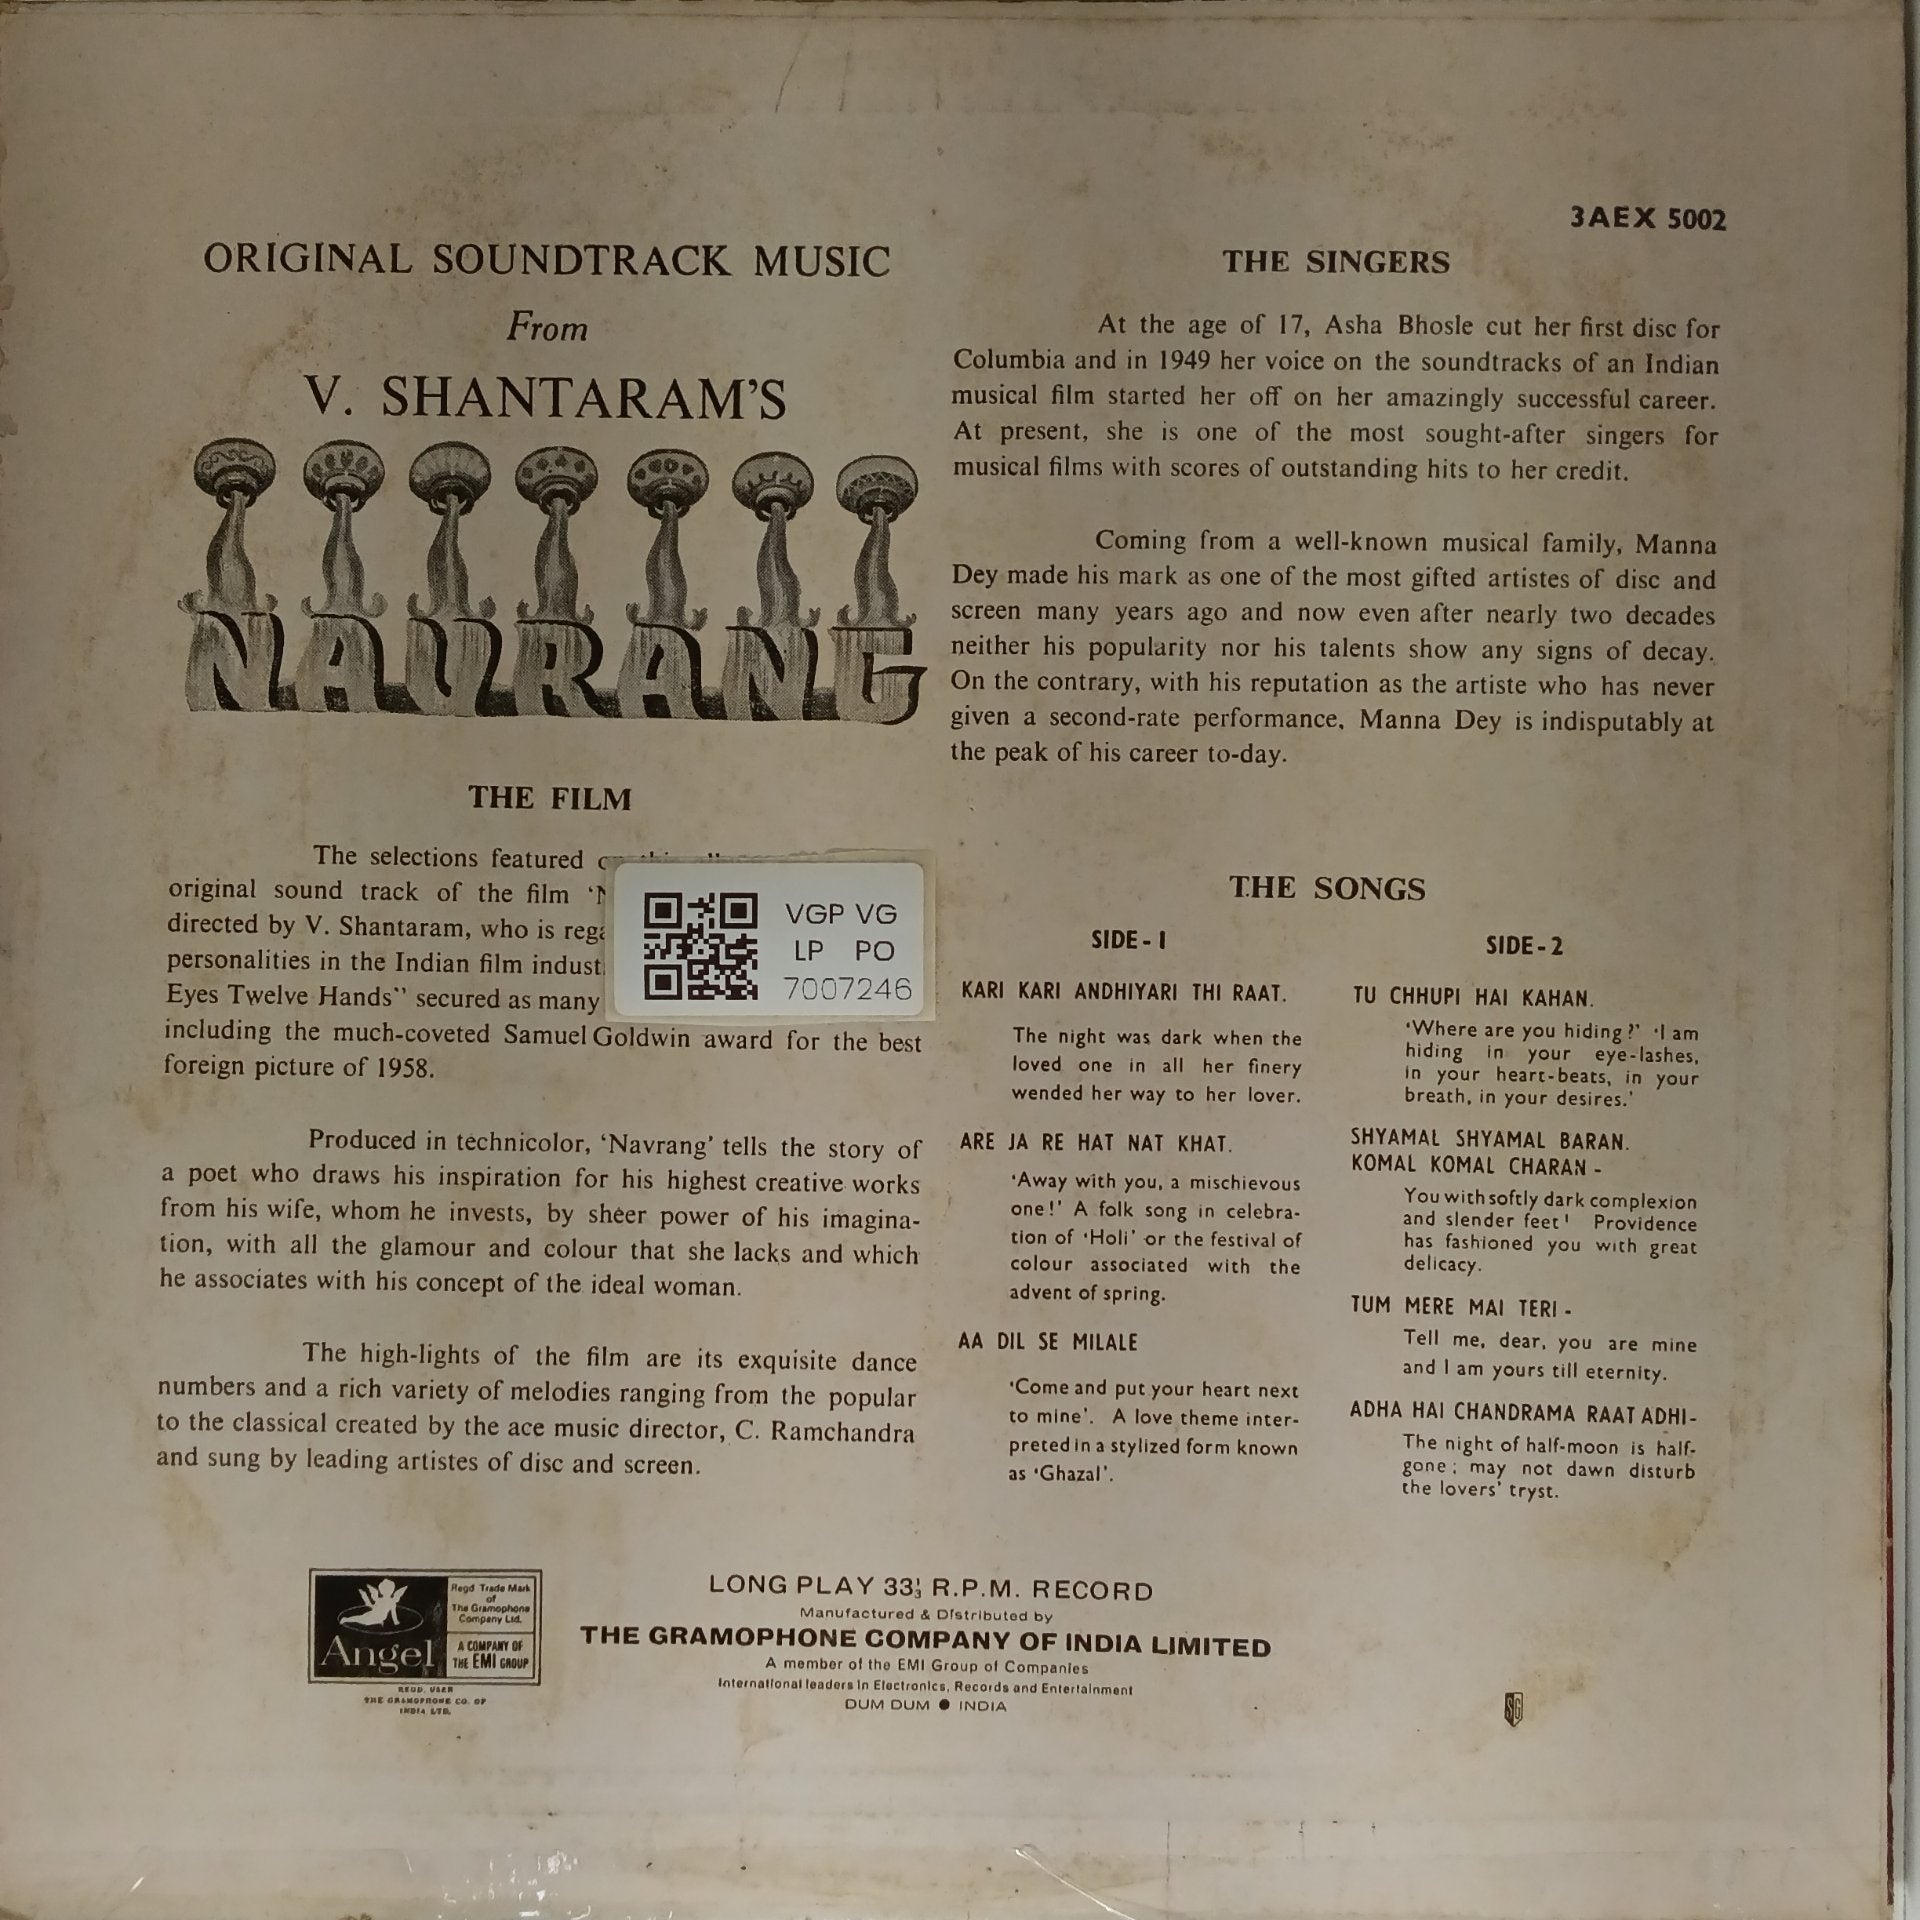 3AEX 5002
ORIGINAL SOUNDTRACK MUSIC
From
V. SHANTARAM'S
NAVRANG
THE FILM
The selections featured
original sound track of the film
directed by V. Shantaram, who is
personalities in the Indian film
Eyes Twelve Hands" secured as many
including the much-coveted Samuel Goldwin award for the best
foreign picture of 1958.
Produced in technicolor, 'Navrang' tells the story of
a poet who draws his inspiration for his highest creative works
from his wife, whom he invests, by sheer power of his imagina-
tion, with all the glamour and colour that she lacks and which
he associates with his concept of the ideal woman.
The high-lights of the film are its exquisite dance
numbers and a rich variety of melodies ranging from the popular
to the classical created by the ace music director, C. Ramchandra
and sung by leading artistes of disc and screen.
VGP VG
LP PO
7007246
THE SINGERS
At the age of 17, Asha Bhosle cut her first disc for
Columbia and in 1949 her voice on the soundtracks of an Indian
musical film started her off on her amazingly successful career.
At present, she is one of the most sought-after singers for
musical films with scores of outstanding hits to her credit.
Coming from a well-known musical family, Manna
Dey made his mark as one of the most gifted artistes of disc and
screen many years ago and now even after nearly two decades
neither his popularity nor his talents show any signs of decay.
On the contrary, with his reputation as the artiste who has never
given a second-rate performance, Manna Dey is indisputably at
the peak of his career to-day.
THE SONGS
SIDE-1
KARI KARI ANDHIYARI THI RAAT.
The night was dark when the
loved one in all her finery
wended her way to her lover.
ARE JA RE HAT NAT KHAT.
'Away with you, a mischievous
one!' A folk song in celebra-
tion of 'Holi' or the festival of
colour associated with the
advent of spring.
AA DIL SE MILALE
'Come and put your heart next
to mine'. A love theme inter-
preted in a stylized form known
as 'Ghazal'.
SIDE-2
TU CHHUPI HAI KAHAN.
'Where are you hiding?' 'I am
hiding in your eye-lashes,
in your heart-beats, in your
breath, in your desires.'
SHYAMAL SHYAMAL BARAN.
KOMAL KOMAL CHARAN -
You with softly dark complexion
and slender feet! Providence
has fashioned you with great
delicacy.
TUM MERE MAI TERI -
Tell me, dear, you are mine
and I am yours till eternity.
ADHA HAI CHANDRAMA RAAT ADHI-
The night of half-moon is half-
gone; may not dawn disturb
the lovers' tryst.
Angel
Regd Trade Mark
of
The Gramophone
Company Ltd.
A COMPANY OF
THE EMI GROUP
REGD. USER
THE GRAMOPHONE CO. OF
INDIA LTD.
LONG PLAY 33⅓ R.P.M. RECORD
Manufactured & Distributed by
THE GRAMOPHONE COMPANY OF INDIA LIMITED
A member of the EMI Group of Companies
International leaders in Electronics, Records and Entertainment
DUM DUM ● INDIA
SG